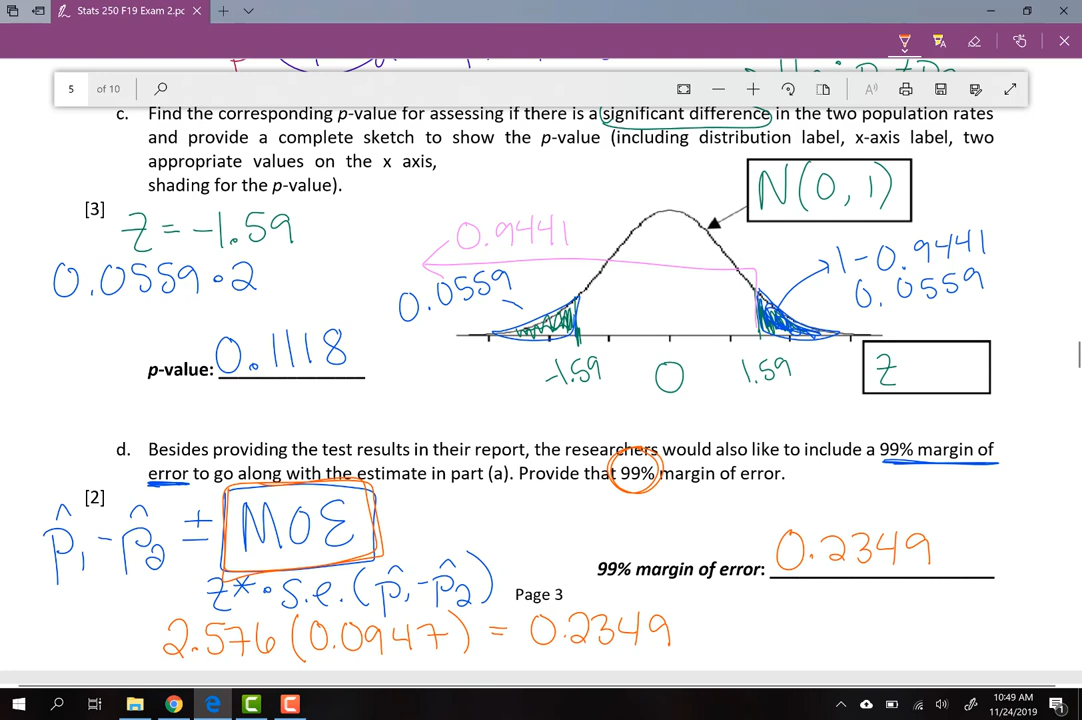 Stats 250 F19 Exam 2.pc
5 of 10
c. Find the corresponding p-value for assessing if there is a significant difference in the two population rates
and provide a complete sketch to show the p-value (including distribution label, x-axis label, two
appropriate values on the x axis,
shading for the p-value).
[3]
z = -1.59
0.0559 • 2
p-value: 0.1118
N(0, 1)
0.9441
0.0559
1-0.9441
0.0559
-1.59 0 1.59
z
d. Besides providing the test results in their report, the researchers would also like to include a 99% margin of
error to go along with the estimate in part (a). Provide that 99% margin of error.
[2]
p̂1 - p̂2 ± MOE
z* • s.e. (p̂1 - p̂2)
99% margin of error: 0.2349
Page 3
2.576 (0.0947) = 0.2349
10:49 AM
11/24/2019